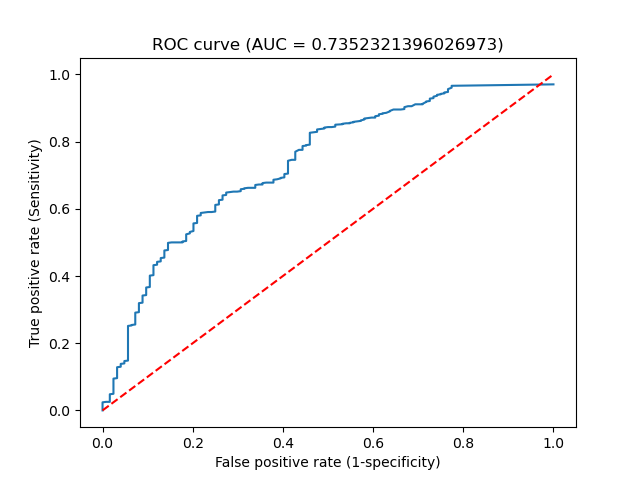 ROC curve (AUC = 0.7352321396026973)
1.0
0.8
0.6
0.4
0.2
0.0
True positive rate (Sensitivity)
0.0 0.2 0.4 0.6 0.8 1.0
False positive rate (1-specificity)